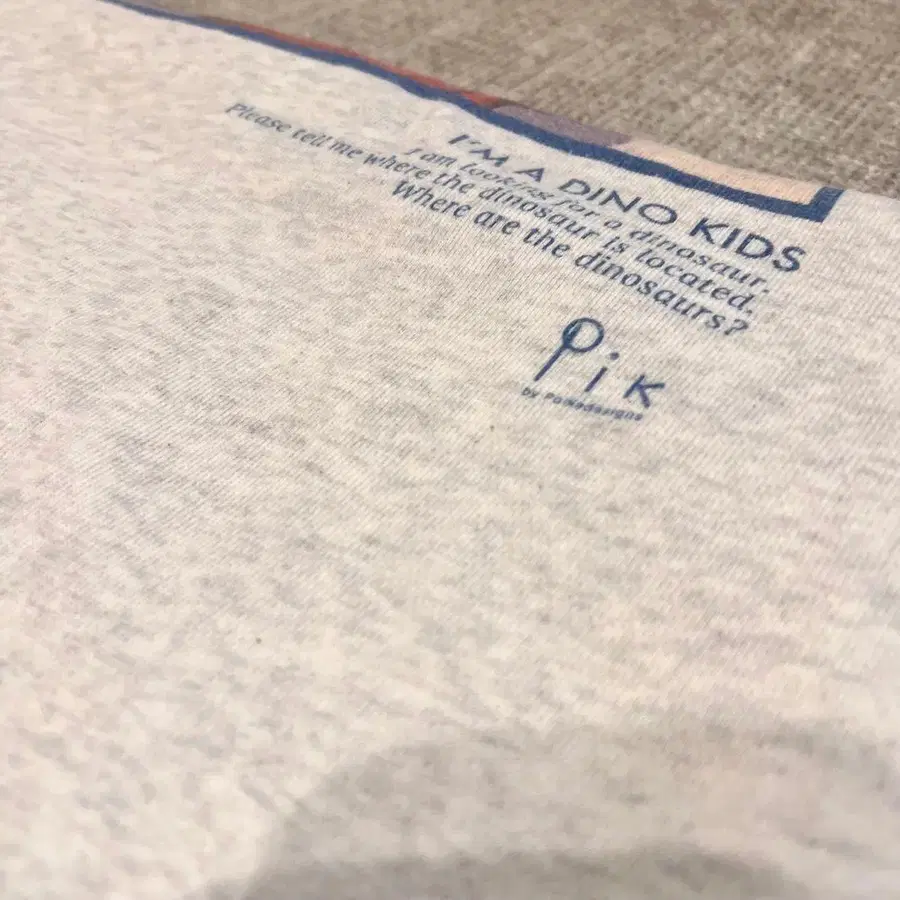 I'M A DINO KIDS
I am looking for a dinosaur.
Please tell me where the dinosaur is located.
Where are the dinosaurs?
Pik
by